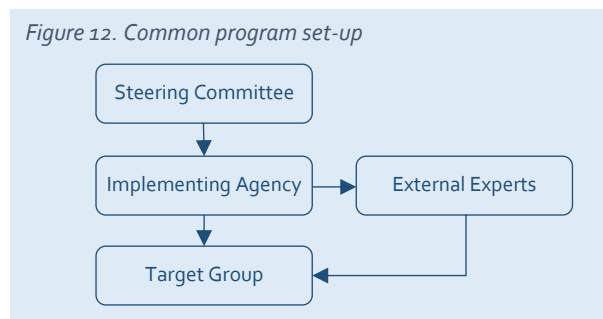 Figure 12. Common program set-up
Steering Committee
Implementing Agency
External Experts
Target Group